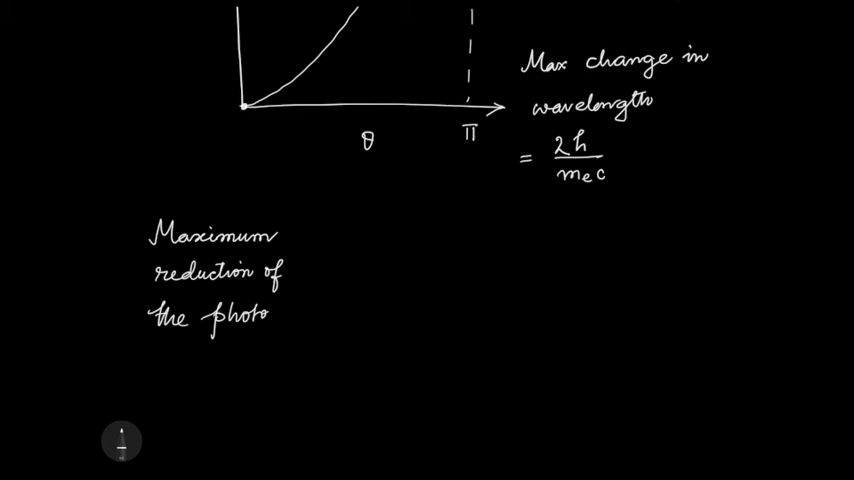 Max change in
wavelength
= 2h / mec
θ
π
Maximum
reduction of
the photo